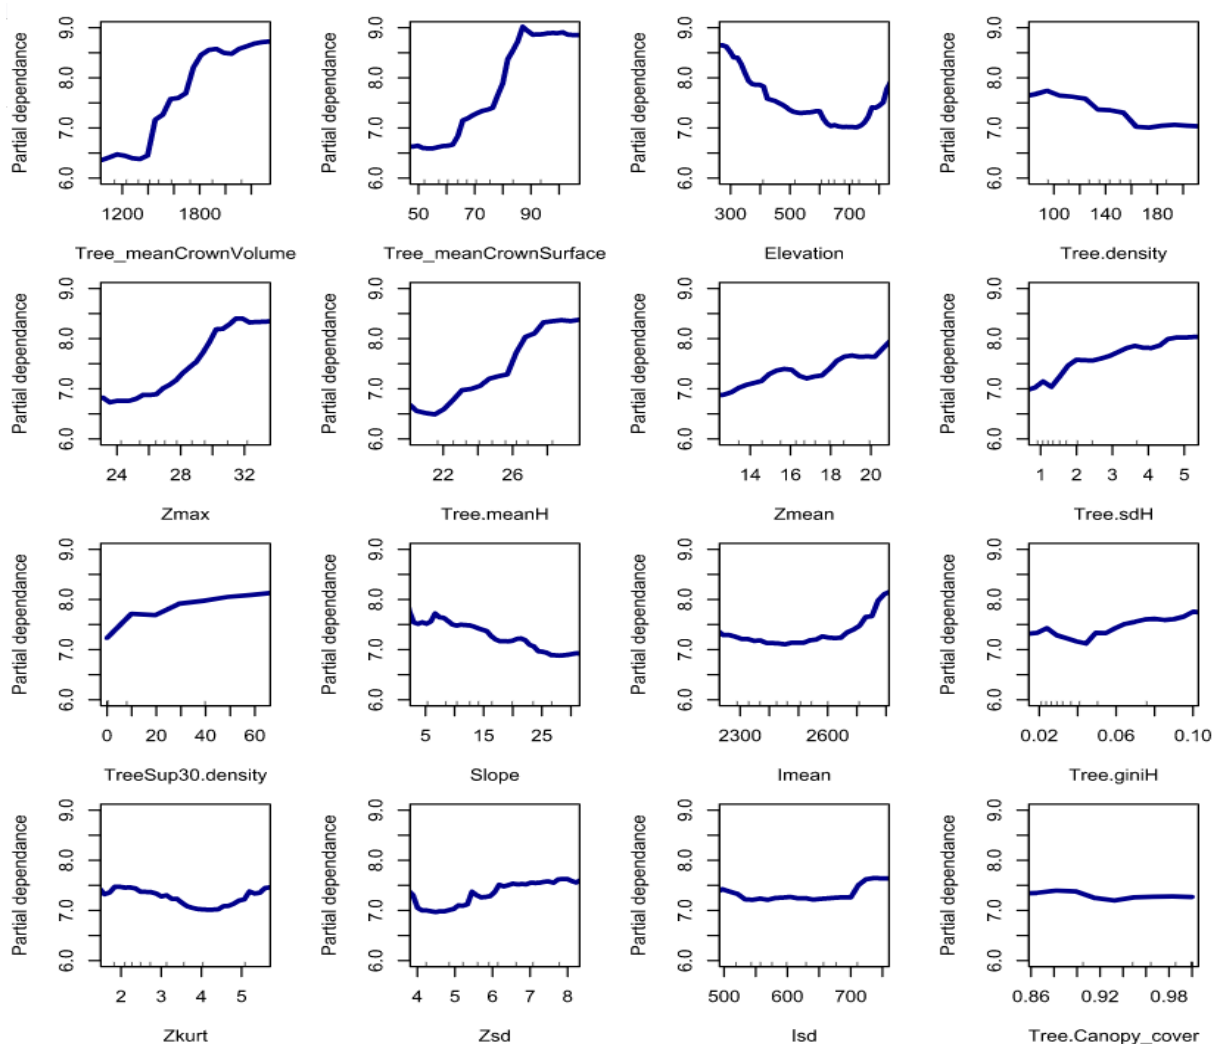 Partial dependance
9.0
8.0
7.0
6.0
1200 1800
Tree_meanCrownVolume
Partial dependance
9.0
8.0
7.0
6.0
50 70 90
Tree_meanCrownSurface
Partial dependance
9.0
8.0
7.0
6.0
300 500 700
Elevation
Partial dependance
9.0
8.0
7.0
6.0
100 140 180
Tree.density
Partial dependance
9.0
8.0
7.0
6.0
24 28 32
Zmax
Partial dependance
9.0
8.0
7.0
6.0
22 26
Tree.meanH
Partial dependance
9.0
8.0
7.0
6.0
14 16 18 20
Zmean
Partial dependance
9.0
8.0
7.0
6.0
1 2 3 4 5
Tree.sdH
Partial dependance
9.0
8.0
7.0
6.0
0 20 40 60
TreeSup30.density
Partial dependance
9.0
8.0
7.0
6.0
5 15 25
Slope
Partial dependance
9.0
8.0
7.0
6.0
2300 2600
Imean
Partial dependance
9.0
8.0
7.0
6.0
0.02 0.06 0.10
Tree.giniH
Partial dependance
9.0
8.0
7.0
6.0
2 3 4 5
Zkurt
Partial dependance
9.0
8.0
7.0
6.0
4 5 6 7 8
Zsd
Partial dependance
9.0
8.0
7.0
6.0
500 600 700
Isd
Partial dependance
9.0
8.0
7.0
6.0
0.86 0.92 0.98
Tree.Canopy_cover